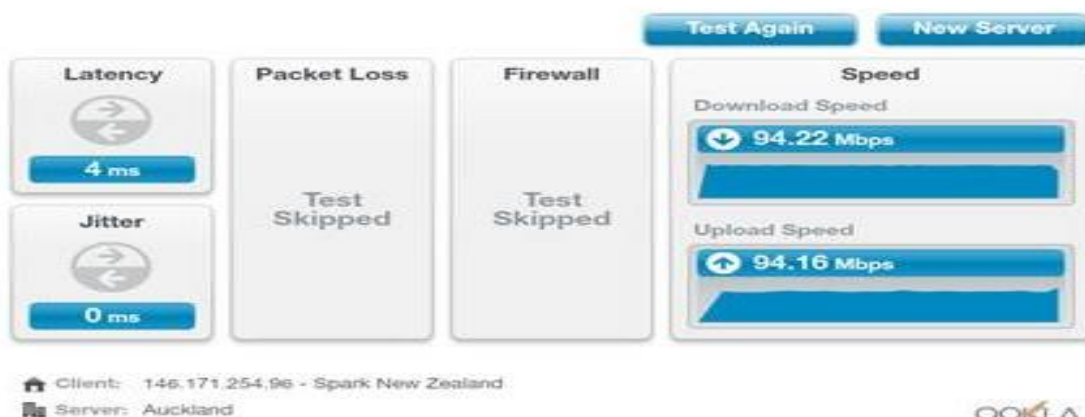 Test Again
New Server
Latency
4 ms
Jitter
0 ms
Packet Loss
Test
Skipped
Firewall
Test
Skipped
Speed
Download Speed
94.22 Mbps
Upload Speed
94.16 Mbps
Client: 146.171.254.96 - Spark New Zealand
Server: Auckland
OOKLA